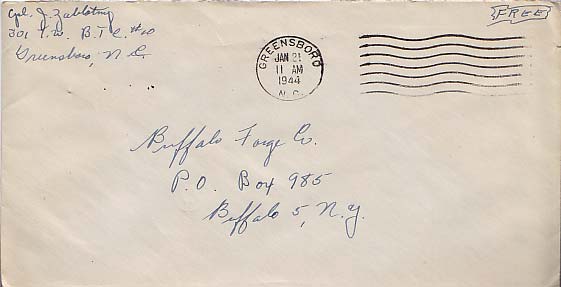 Cpl. J. Zablotny
301 T.W. B.T.C. #10
Greensboro, N.C.
FREE
GREENSBORO
JAN 21
11 AM
1944
N.C.
Buffalo Forge Co.
P.O. Box 985
Buffalo 5, N.Y.